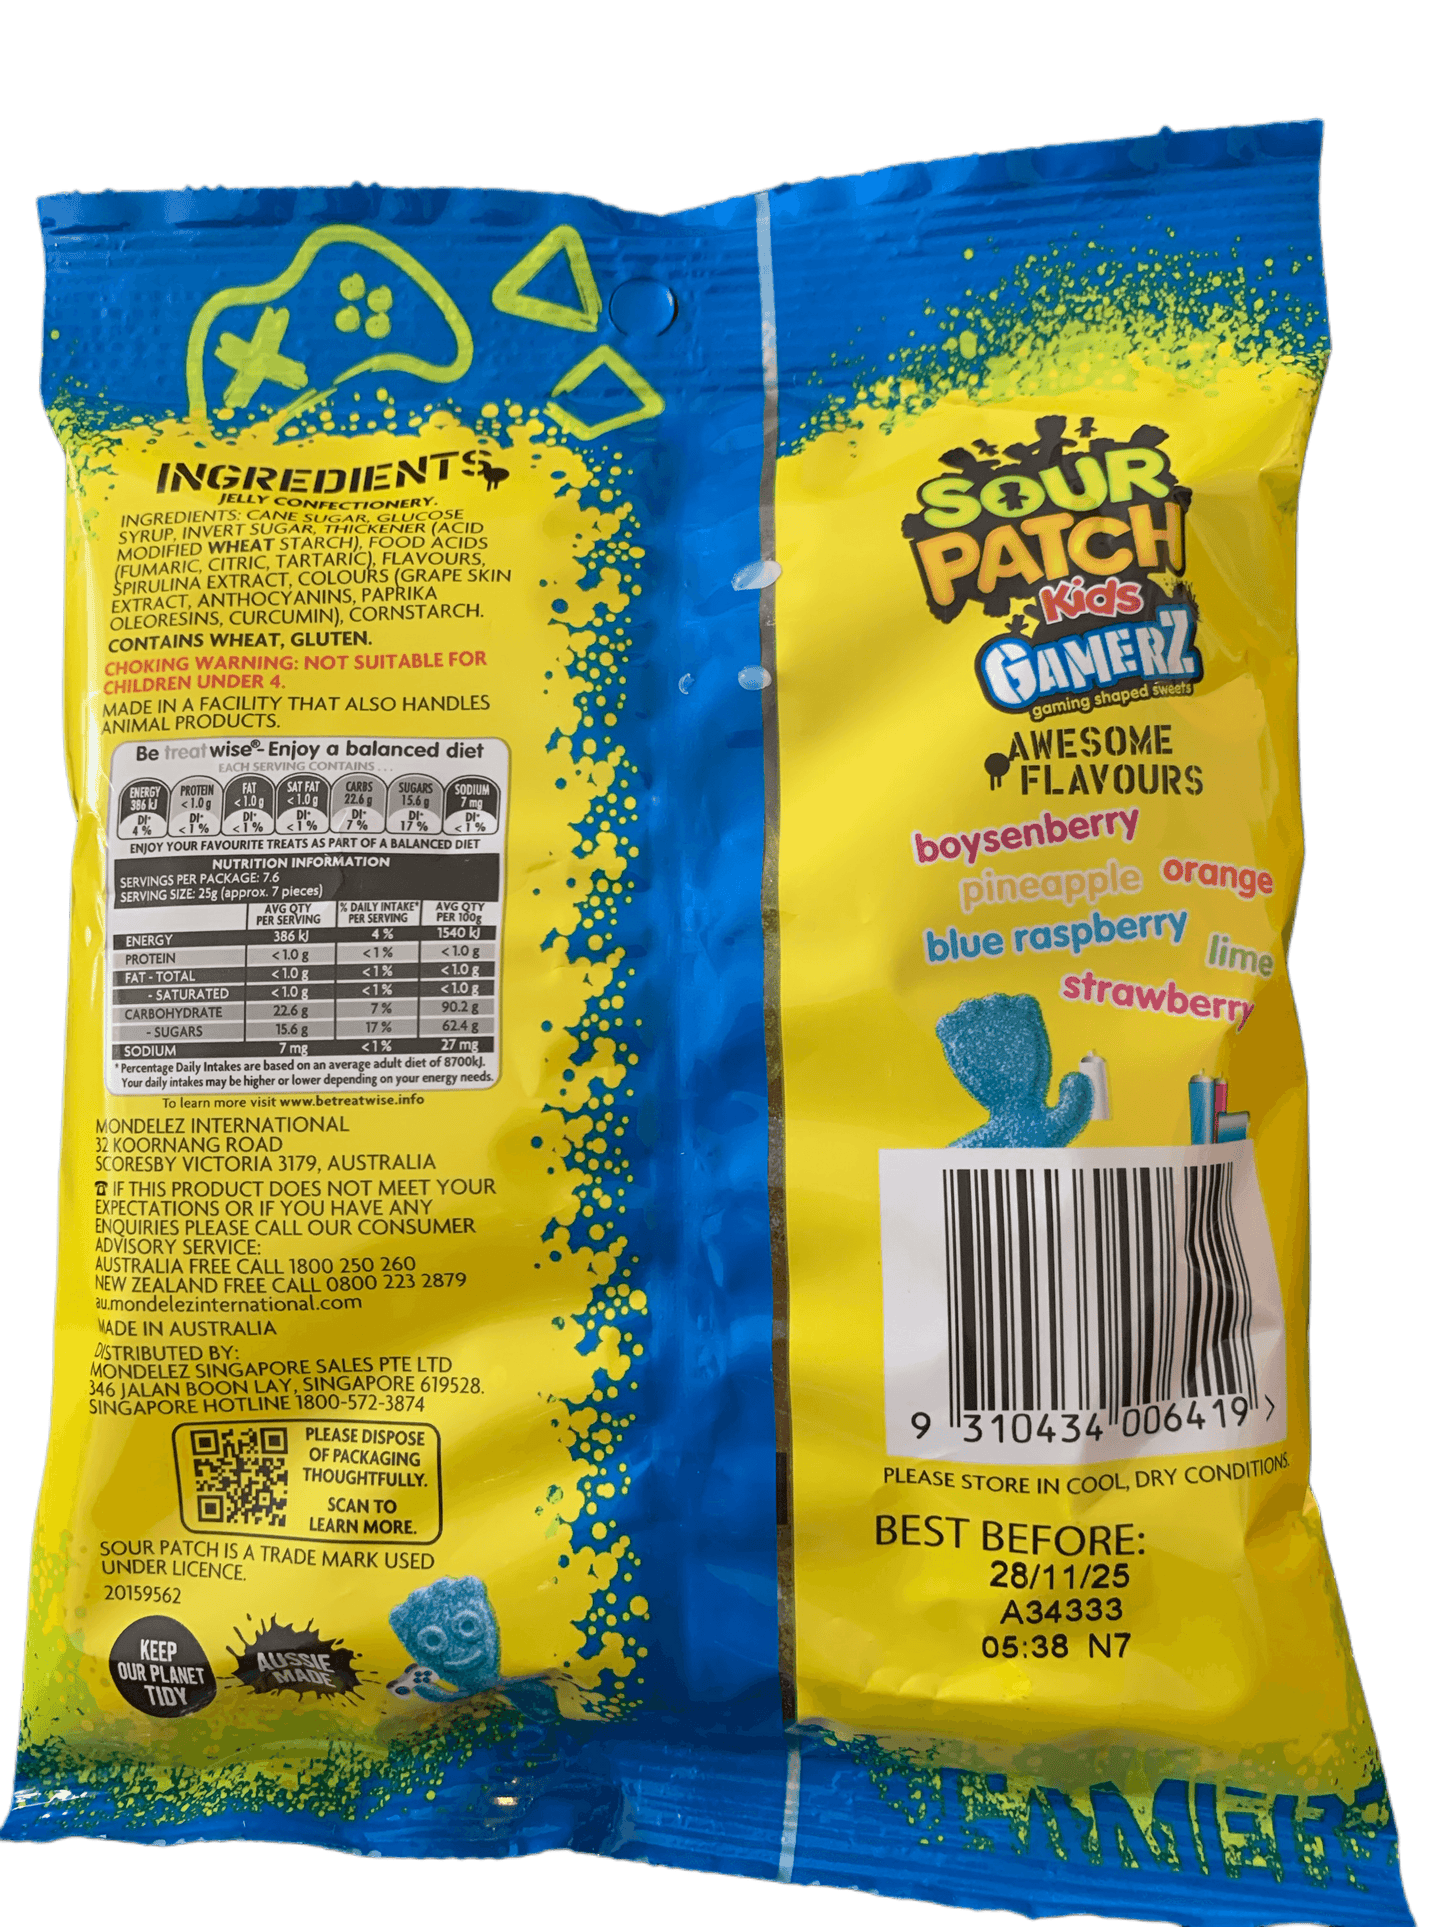 INGREDIENTS
JELLY CONFECTIONERY.
INGREDIENTS: CANE SUGAR, GLUCOSE
SYRUP, INVERT SUGAR, THICKENER (ACID
MODIFIED WHEAT STARCH), FOOD ACIDS
(FUMARIC, CITRIC, TARTARIC), FLAVOURS,
SPIRULINA EXTRACT, COLOURS (GRAPE SKIN
EXTRACT, ANTHOCYANINS, PAPRIKA
OLEORESINS, CURCUMIN), CORNSTARCH.
CONTAINS WHEAT, GLUTEN.
CHOKING WARNING: NOT SUITABLE FOR
CHILDREN UNDER 4.
MADE IN A FACILITY THAT ALSO HANDLES
ANIMAL PRODUCTS.
Be treatwise®- Enjoy a balanced diet
EACH SERVING CONTAINS...
ENERGY PROTEIN FAT SAT FAT CARBS SUGARS SODIUM
386 kJ <1.0 g <1.0 g <1.0 g 22.6 g 15.6 g 7 mg
DI* DI* DI* DI* DI* DI* DI*
4% <1% <1% <1% 7% 17% <1%
ENJOY YOUR FAVOURITE TREATS AS PART OF A BALANCED DIET
NUTRITION INFORMATION
SERVINGS PER PACKAGE: 7.6
SERVING SIZE: 25g (approx. 7 pieces)
AVG QTY % DAILY INTAKE* AVG QTY
PER SERVING PER SERVING PER 100g
ENERGY 386 kJ 4% 1540 kJ
PROTEIN <1.0 g <1% <1.0 g
FAT - TOTAL <1.0 g <1% <1.0 g
- SATURATED <1.0 g <1% <1.0 g
CARBOHYDRATE 22.6 g 7% 90.2 g
- SUGARS 15.6 g 17% 62.4 g
SODIUM 7 mg <1% 27 mg
*Percentage Daily Intakes are based on an average adult diet of 8700kJ.
Your daily intakes may be higher or lower depending on your energy needs.
To learn more visit www.betreatwise.info
MONDELEZ INTERNATIONAL
32 KOORNANG ROAD
SCORESBY VICTORIA 3179, AUSTRALIA
☎ IF THIS PRODUCT DOES NOT MEET YOUR
EXPECTATIONS OR IF YOU HAVE ANY
ENQUIRIES PLEASE CALL OUR CONSUMER
ADVISORY SERVICE:
AUSTRALIA FREE CALL 1800 250 260
NEW ZEALAND FREE CALL 0800 223 2879
au.mondelezinternational.com
MADE IN AUSTRALIA
DISTRIBUTED BY:
MONDELEZ SINGAPORE SALES PTE LTD
346 JALAN BOON LAY, SINGAPORE 619528.
SINGAPORE HOTLINE 1800-572-3874
PLEASE DISPOSE
OF PACKAGING
THOUGHTFULLY.
SCAN TO
LEARN MORE.
SOUR PATCH IS A TRADE MARK USED
UNDER LICENCE.
20159562
KEEP
OUR PLANET
TIDY
AUSSIE
MADE
SOUR
PATCH
Kids
GAMERZ
gaming shaped sweets
AWESOME
FLAVOURS
boysenberry
pineapple orange
blue raspberry lime
strawberry
9 310434 006419 >
PLEASE STORE IN COOL, DRY CONDITIONS.
BEST BEFORE:
28/11/25
A34333
05:38 N7